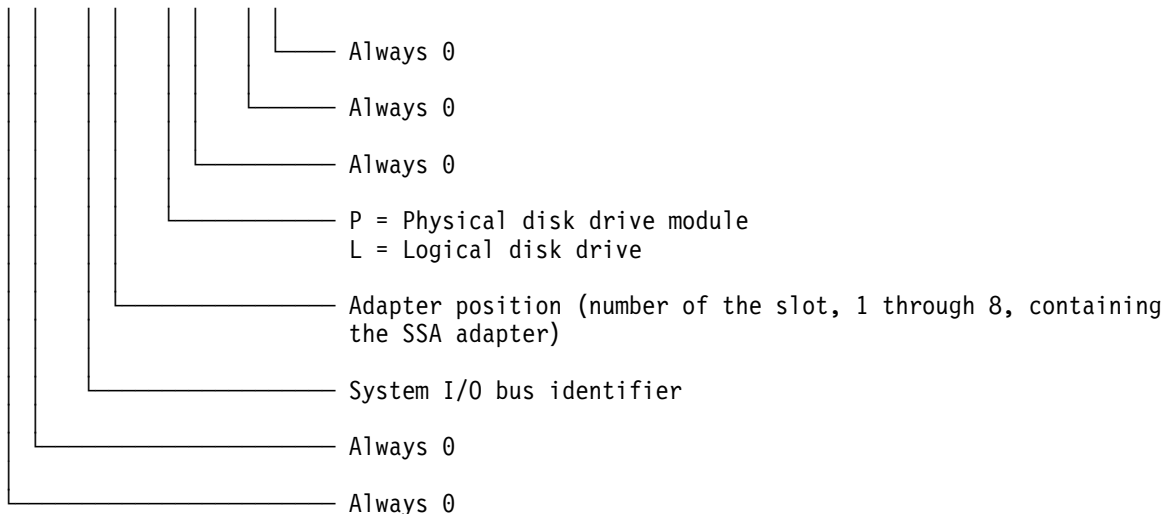 Always 0
Always 0
Always 0
P = Physical disk drive module
L = Logical disk drive
Adapter position (number of the slot, 1 through 8, containing
the SSA adapter)
System I/O bus identifier
Always 0
Always 0